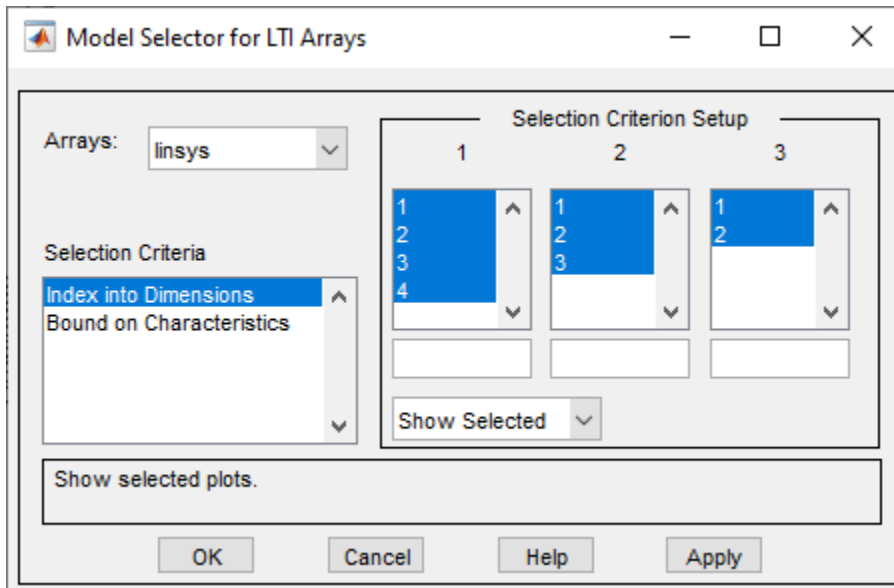 Model Selector for LTI Arrays
Arrays:
linsys
Selection Criteria
Index into Dimensions
Bound on Characteristics
Selection Criterion Setup
1 2 3
1 1 1
2 2 2
3 3
4
Show Selected
Show selected plots.
OK Cancel Help Apply